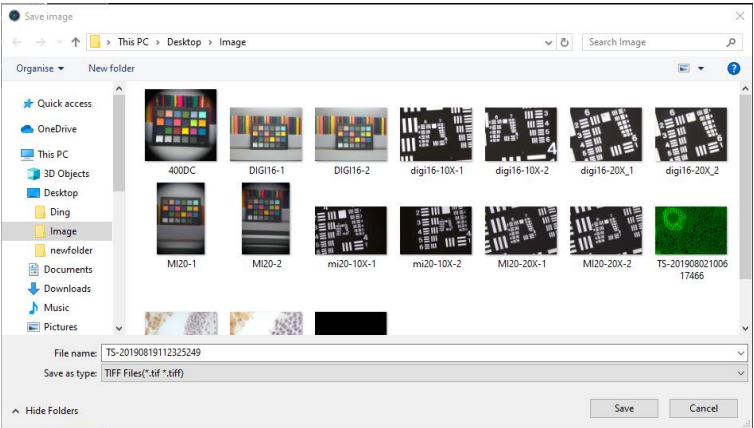 Save image
This PC > Desktop > Image
Search Image
Organise
New folder
Quick access
OneDrive
This PC
3D Objects
Desktop
Ding
Image
newfolder
Documents
Downloads
Music
Pictures
400DC
DIGI16-1
DIGI16-2
digi16-10X-1
digi16-10X-2
digi16-20X_1
digi16-20X_2
MI20-1
MI20-2
mi20-10X-1
mi20-10X-2
MI20-20X-1
MI20-20X-2
TS-201908021006
17466
File name: TS-20190819112325249
Save as type: TIFF Files(*.tif *.tiff)
Hide Folders
Save
Cancel